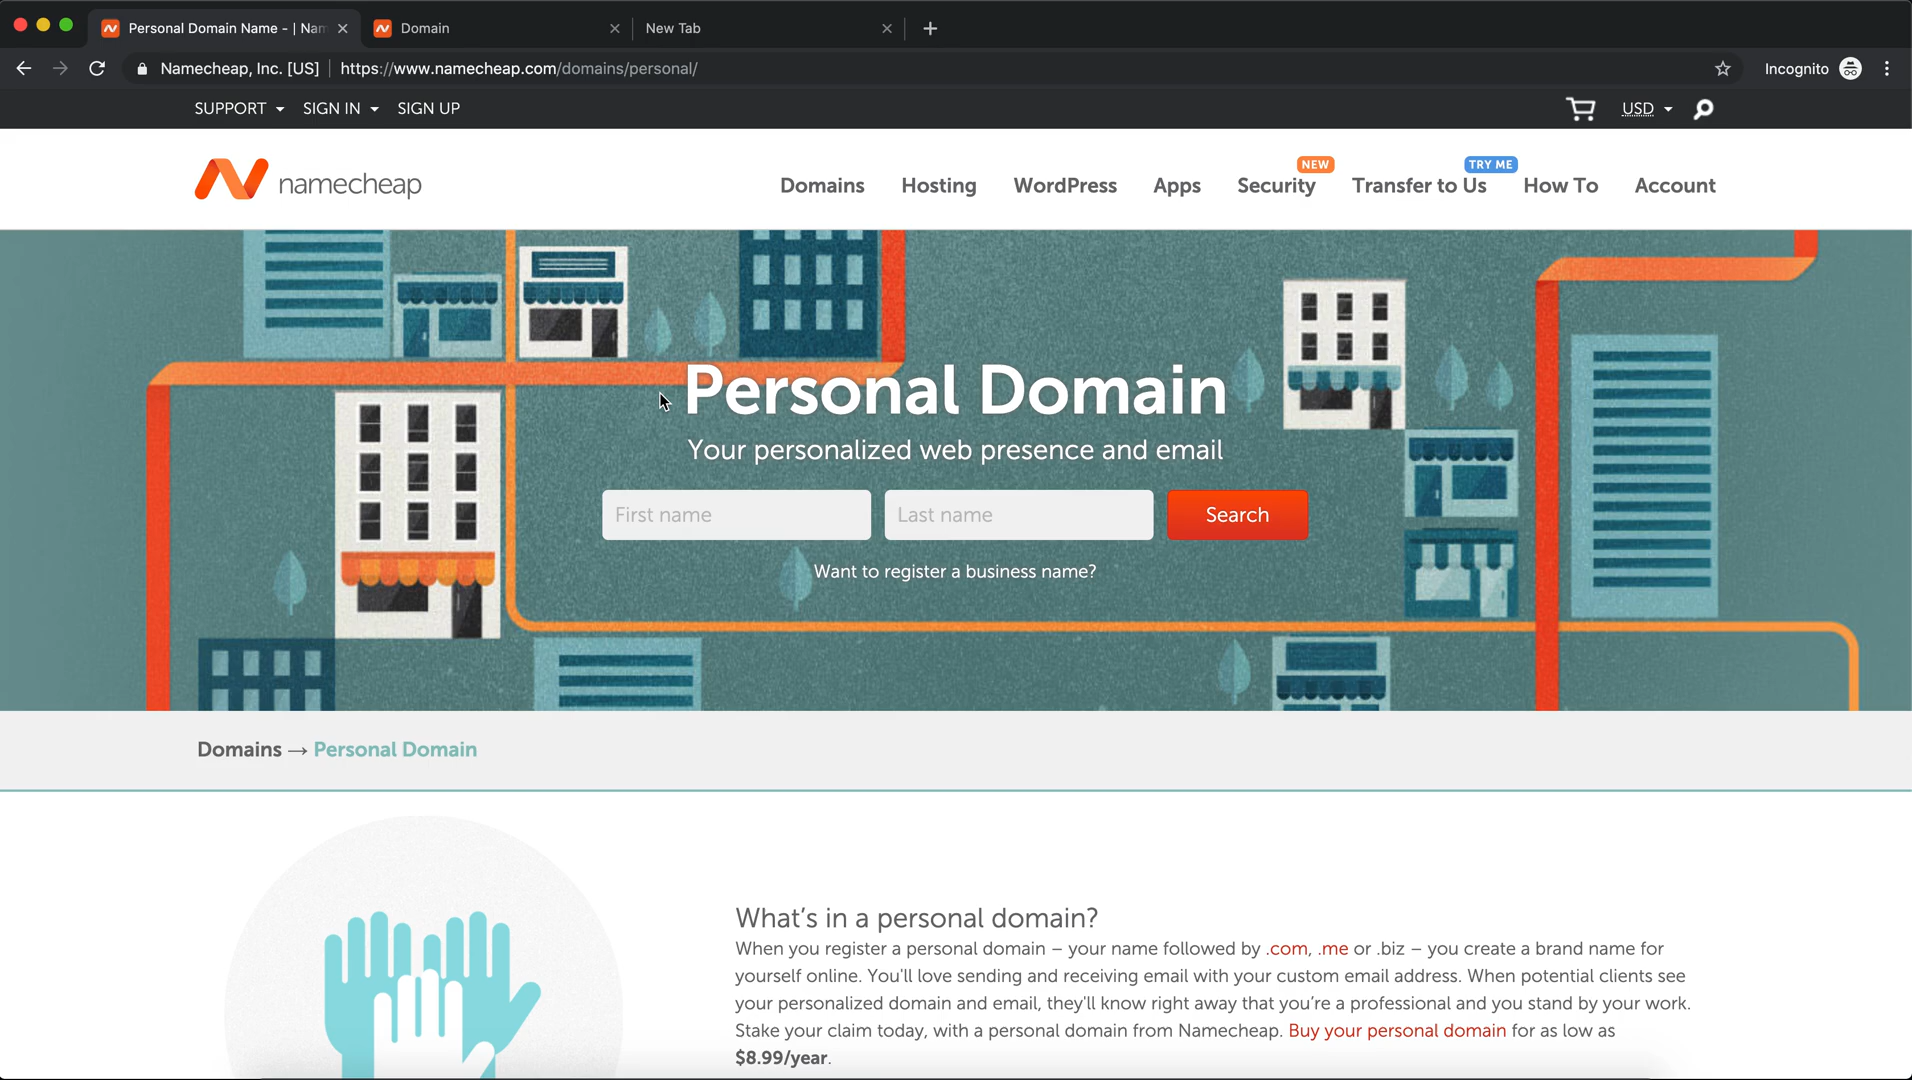 Personal Domain Name - | Nam
Domain
New Tab
Namecheap, Inc. [US]
https://www.namecheap.com/domains/personal/
Incognito
SUPPORT
SIGN IN
SIGN UP
USD
namecheap
Domains
Hosting
WordPress
Apps
NEW
Security
TRY ME
Transfer to Us
How To
Account
Personal Domain
Your personalized web presence and email
First name
Last name
Search
Want to register a business name?
Domains → Personal Domain
What's in a personal domain?
When you register a personal domain – your name followed by .com, .me or .biz – you create a brand name for
yourself online. You'll love sending and receiving email with your custom email address. When potential clients see
your personalized domain and email, they'll know right away that you're a professional and you stand by your work.
Stake your claim today, with a personal domain from Namecheap. Buy your personal domain for as low as
$8.99/year.